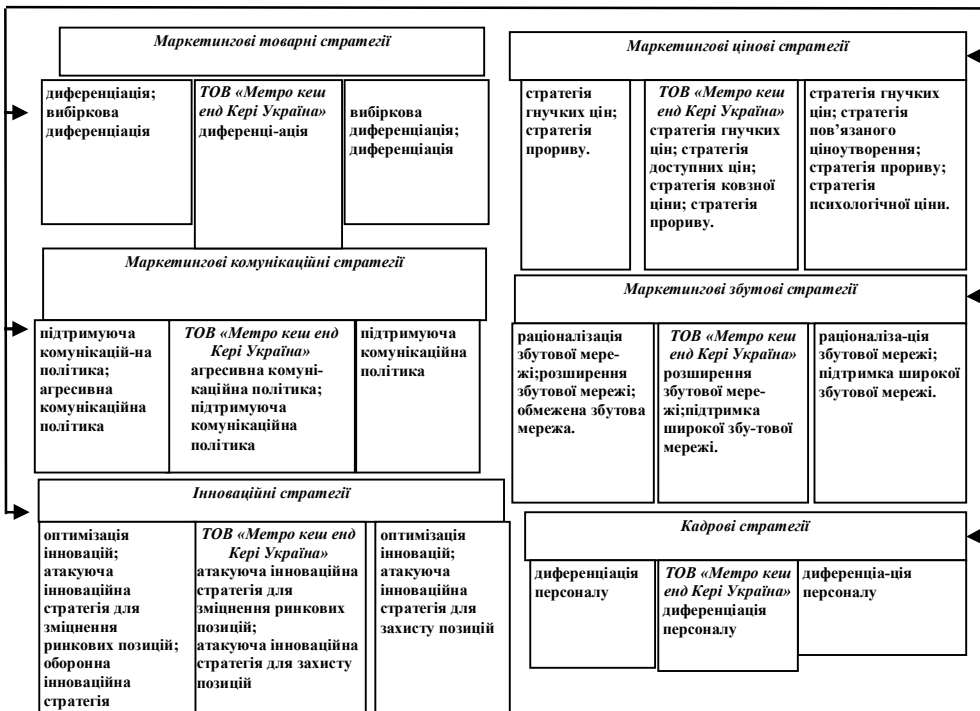 Маркетингові товарні стратегії
диференціація;
вибіркова
диференціація
ТОВ «Метро кеш
енд Кері Україна»
диференці-ація
вибіркова
диференціація;
диференціація
Маркетингові цінові стратегії
стратегія
гнучких цін;
стратегія
прориву.
ТОВ «Метро кеш
енд Кері Україна»
стратегія гнучких
цін; стратегія
доступних цін;
стратегія ковзної
ціни; стратегія
прориву.
стратегія гнучких
цін; стратегія
пов’язаного
ціноутворення;
стратегія прориву;
стратегія
психологічної ціни.
Маркетингові комунікаційні стратегії
підтримуюча
комунікацій-на
політика;
агресивна
комунікаційна
політика
ТОВ «Метро кеш енд
Кері Україна»
агресивна комуні-
каційна політика;
підтримуюча
комунікаційна
політика
підтримуюча
комунікаційна
політика
Маркетингові збутові стратегії
раціоналізація
збутової мере-
жі;розширення
збутової мережі;
обмежена збутова
мережа.
ТОВ «Метро кеш
енд Кері Україна»
розширення
збутової мере-
жі;підтримка
широкої збу-тової
мережі.
раціоналіза-ція
збутової мережі;
підтримка широкої
збутової мережі.
Інноваційні стратегії
оптимізація
інновацій;
атакуюча
інноваційна
стратегія для
зміцнення
ринкових позицій;
оборонна
інноваційна
стратегія
ТОВ «Метро кеш енд
Кері Україна»
атакуюча інноваційна
стратегія для
зміцнення ринкових
позицій;
атакуюча інноваційна
стратегія для захисту
позицій
оптимізація
інновацій;
атакуюча
інноваційна
стратегія для
захисту позицій
Кадрові стратегії
диференціація
персоналу
ТОВ «Метро кеш
енд Кері Україна»
диференціація
персоналу
диференціа-ція
персоналу